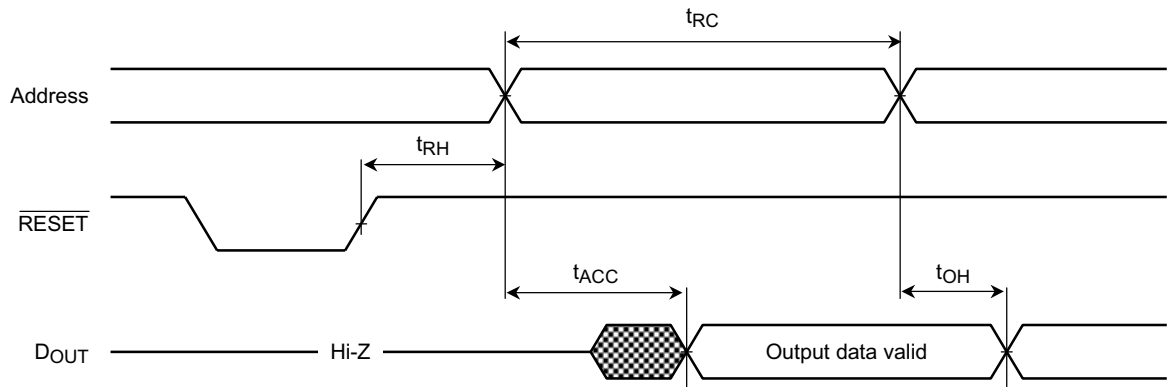 tRC
Address
tRH
RESET
tACC
tOH
DOUT
Hi-Z
Output data valid